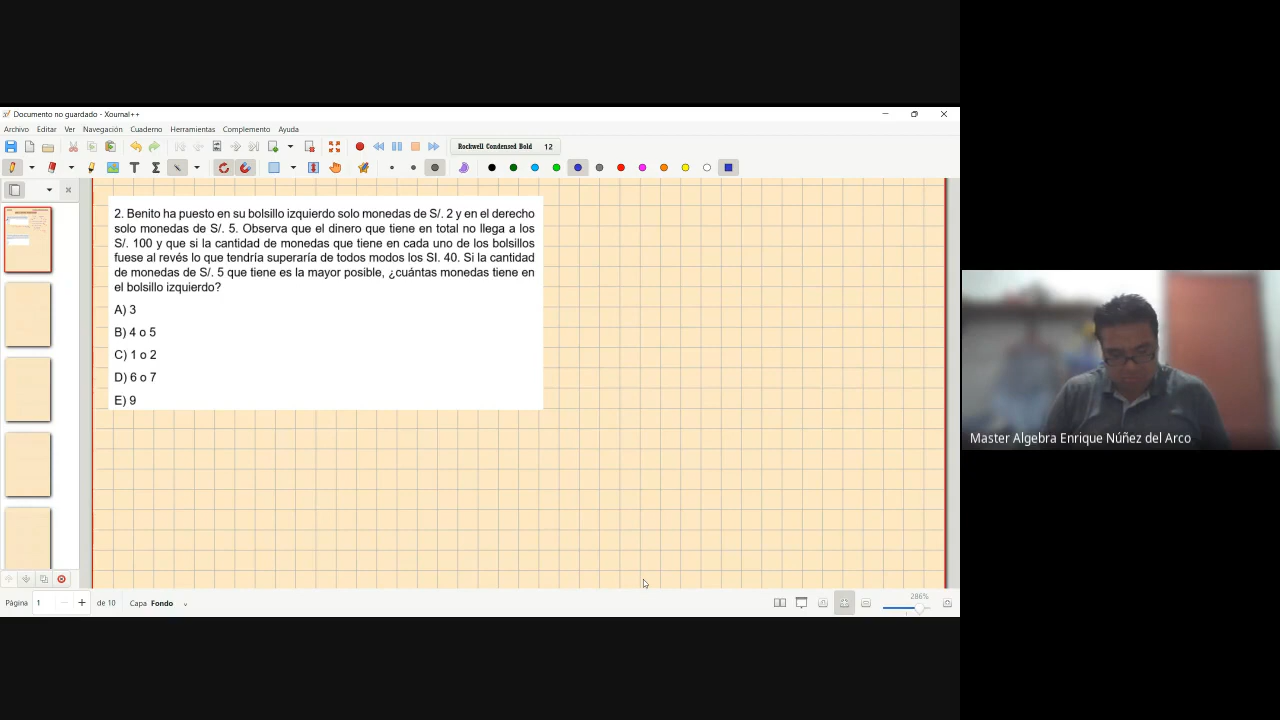 Documento no guardado - Xournal++
Archivo Editar Ver Navegación Cuaderno Herramientas Complemento Ayuda
Rockwell Condensed Bold 12
2. Benito ha puesto en su bolsillo izquierdo solo monedas de S/. 2 y en el derecho
solo monedas de S/. 5. Observa que el dinero que tiene en total no llega a los
S/. 100 y que si la cantidad de monedas que tiene en cada uno de los bolsillos
fuese al revés lo que tendría superaría de todos modos los SI. 40. Si la cantidad
de monedas de S/. 5 que tiene es la mayor posible, ¿cuántas monedas tiene en
el bolsillo izquierdo?
A) 3
B) 4 o 5
C) 1 o 2
D) 6 o 7
E) 9
Master Algebra Enrique Núñez del Arco
Página 1 de 10 Capa Fondo
286%